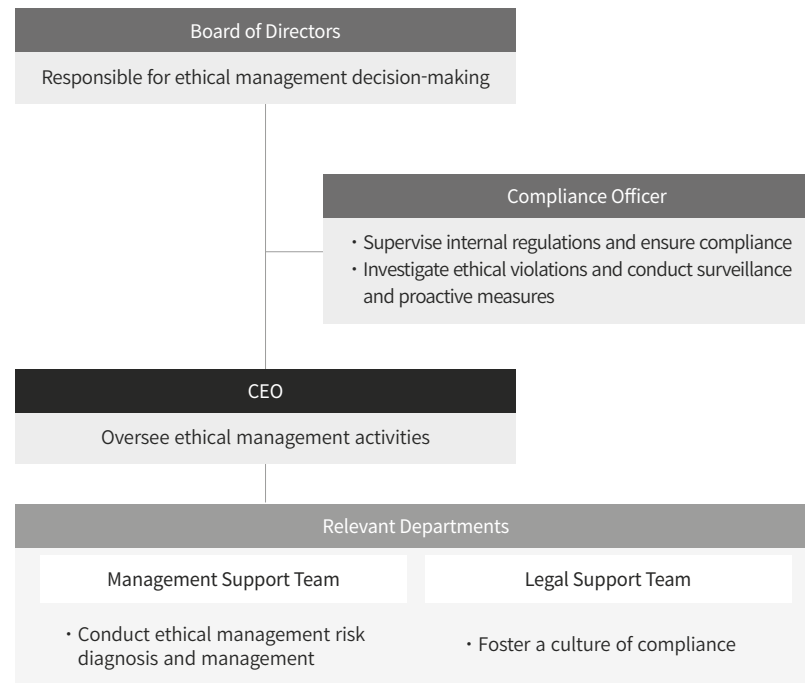 Board of Directors
Responsible for ethical management decision-making
Compliance Officer
・Supervise internal regulations and ensure compliance
・Investigate ethical violations and conduct surveillance
and proactive measures
CEO
Oversee ethical management activities
Relevant Departments
Management Support Team
・Conduct ethical management risk
diagnosis and management
Legal Support Team
・Foster a culture of compliance